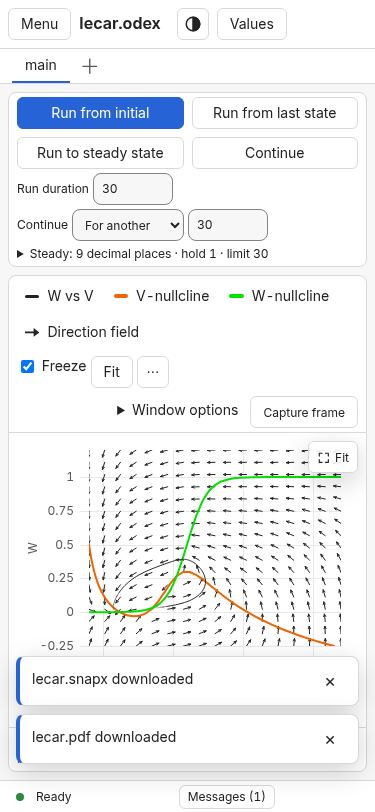 Menu lecar.odex Values
main
Run from initial Run from last state
Run to steady state Continue
Run duration 30
Continue For another 30
Steady: 9 decimal places · hold 1 · limit 30
W vs V V-nullcline W-nullcline
Direction field
Freeze Fit ...
Window options Capture frame
Fit
1
0.75
0.5
0.25
0
-0.25
W
lecar.snapx downloaded ×
lecar.pdf downloaded ×
Ready Messages (1)